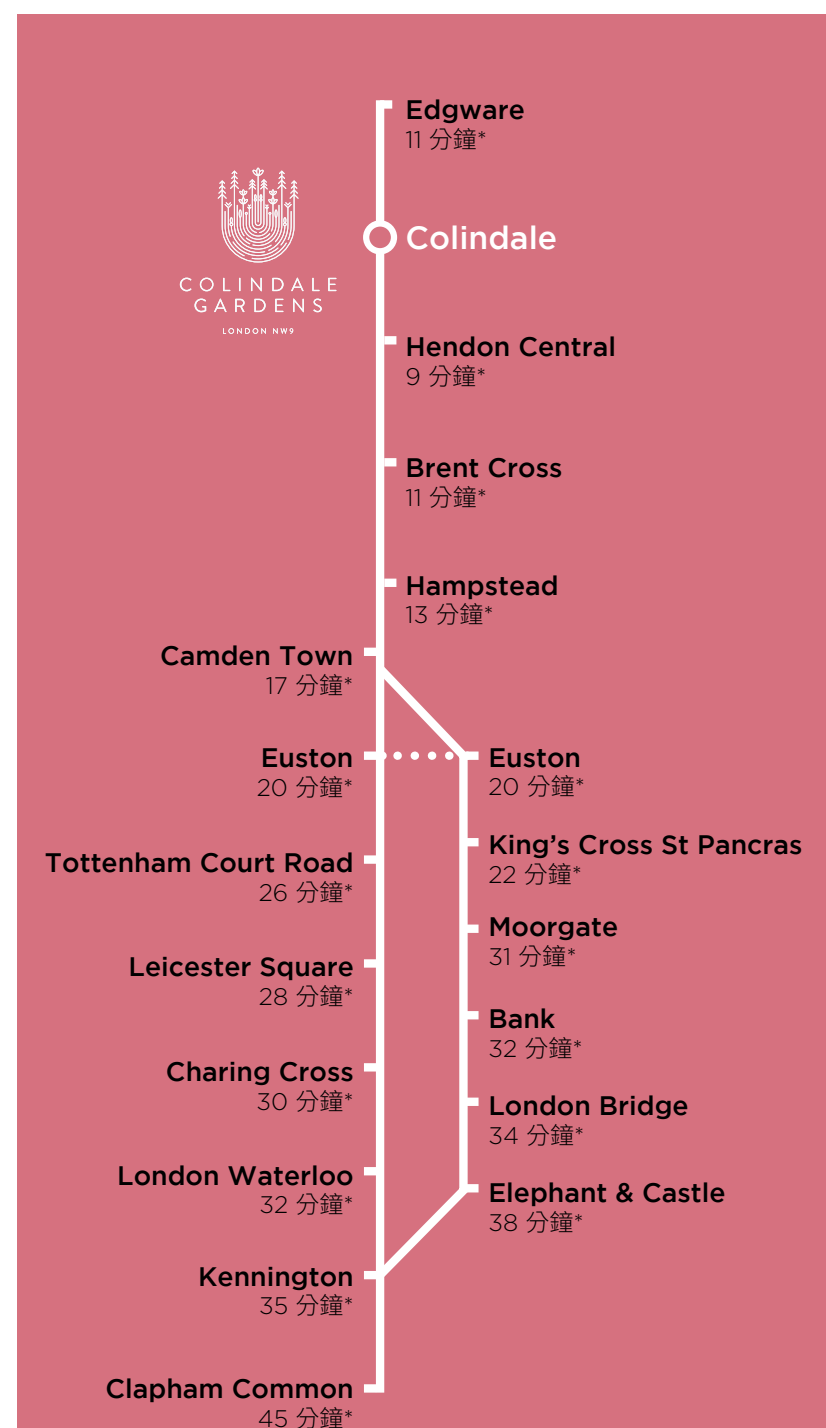 Edgware
11 分鐘*
COLINDALE
GARDENS
LONDON NW9
Colindale
Hendon Central
9 分鐘*
Brent Cross
11 分鐘*
Hampstead
13 分鐘*
Camden Town
17 分鐘*
Euston
20 分鐘*
Euston
20 分鐘*
King’s Cross St Pancras
22 分鐘*
Tottenham Court Road
26 分鐘*
Moorgate
31 分鐘*
Leicester Square
28 分鐘*
Bank
32 分鐘*
Charing Cross
30 分鐘*
London Bridge
34 分鐘*
London Waterloo
32 分鐘*
Elephant & Castle
38 分鐘*
Kennington
35 分鐘*
Clapham Common
45 分鐘*